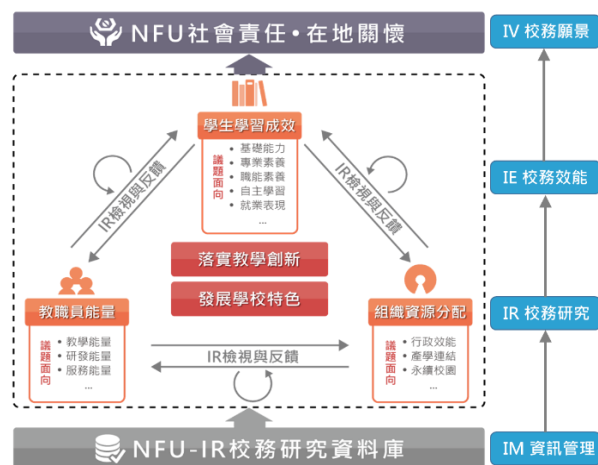 NFU社會責任•在地關懷
IV 校務願景
學生學習成效
議題面向
• 基礎能力
• 專業素養
• 職能素養
• 自主學習
• 就業表現
...
IR檢視與反饋
IR檢視與反饋
IE 校務效能
落實教學創新
發展學校特色
教職員能量
議題面向
• 教學能量
• 研發能量
• 服務能量
...
IR檢視與反饋
組織資源分配
議題面向
• 行政效能
• 產學連結
• 永續校園
...
IR 校務研究
NFU-IR校務研究資料庫
IM 資訊管理